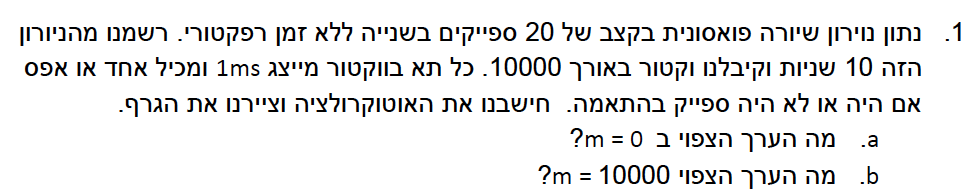 1. נתון נוירון שיורה פואסונית בקצב של 20 ספייקים בשנייה ללא זמן רפקטורי. רשמנו מהניורון
הזה 10 שניות וקיבלנו וקטור באורך 10000. כל תא בווקטור מייצג 1ms ומכיל אחד או אפס
אם היה או לא היה ספייק בהתאמה. חישבנו את האוטוקרולציה וציירנו את הגרף.
a. מה הערך הצפוי ב m = 0?
b. מה הערך הצפוי m = 10000?